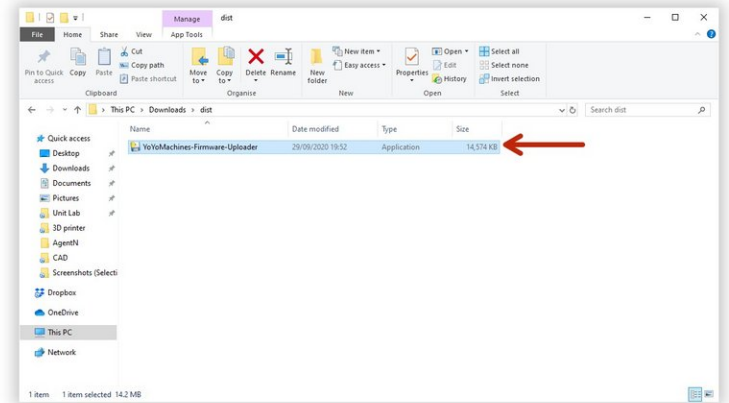 Manage dist
File Home Share View App Tools
Pin to Quick access
Copy
Paste
Cut
Copy path
Paste shortcut
Clipboard
Move to
Copy to
Delete
Rename
Organise
New folder
New item
Easy access
New
Properties
Open
Edit
History
Open
Select all
Select none
Invert selection
Select
This PC > Downloads > dist
Search dist
Name Date modified Type Size
YoYoMachines-Firmware-Uploader 29/09/2020 19:52 Application 14,574 KB
Quick access
Desktop
Downloads
Documents
Pictures
Unit Lab
3D printer
AgentN
CAD
Screenshots (Selecti
Dropbox
OneDrive
This PC
Network
1 item 1 item selected 14.2 MB